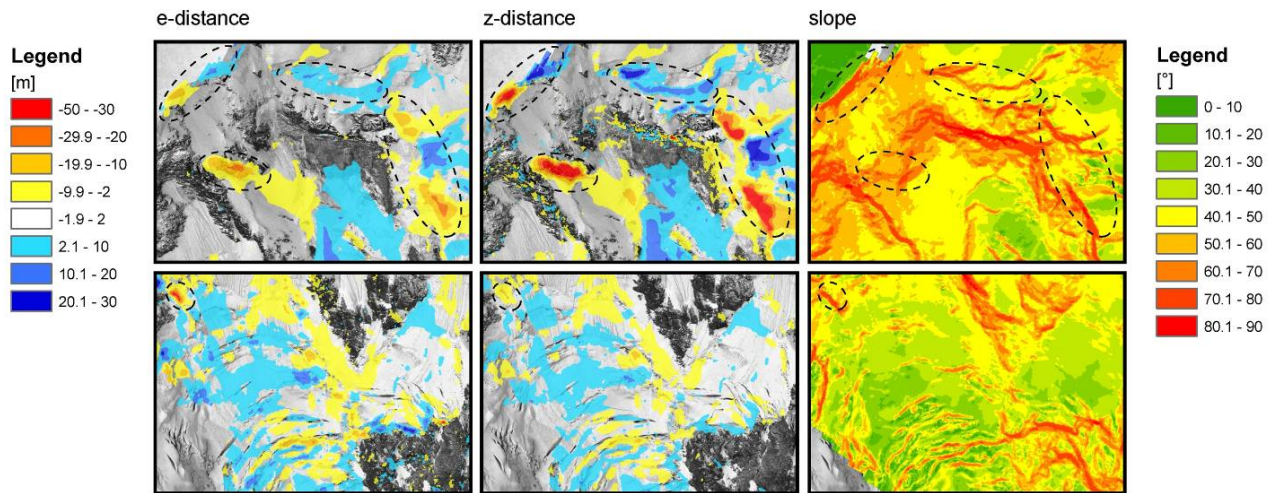 e-distance
z-distance
slope
Legend
[m]
-50 - -30
-29.9 - -20
-19.9 - -10
-9.9 - -2
-1.9 - 2
2.1 - 10
10.1 - 20
20.1 - 30
Legend
[°]
0 - 10
10.1 - 20
20.1 - 30
30.1 - 40
40.1 - 50
50.1 - 60
60.1 - 70
70.1 - 80
80.1 - 90